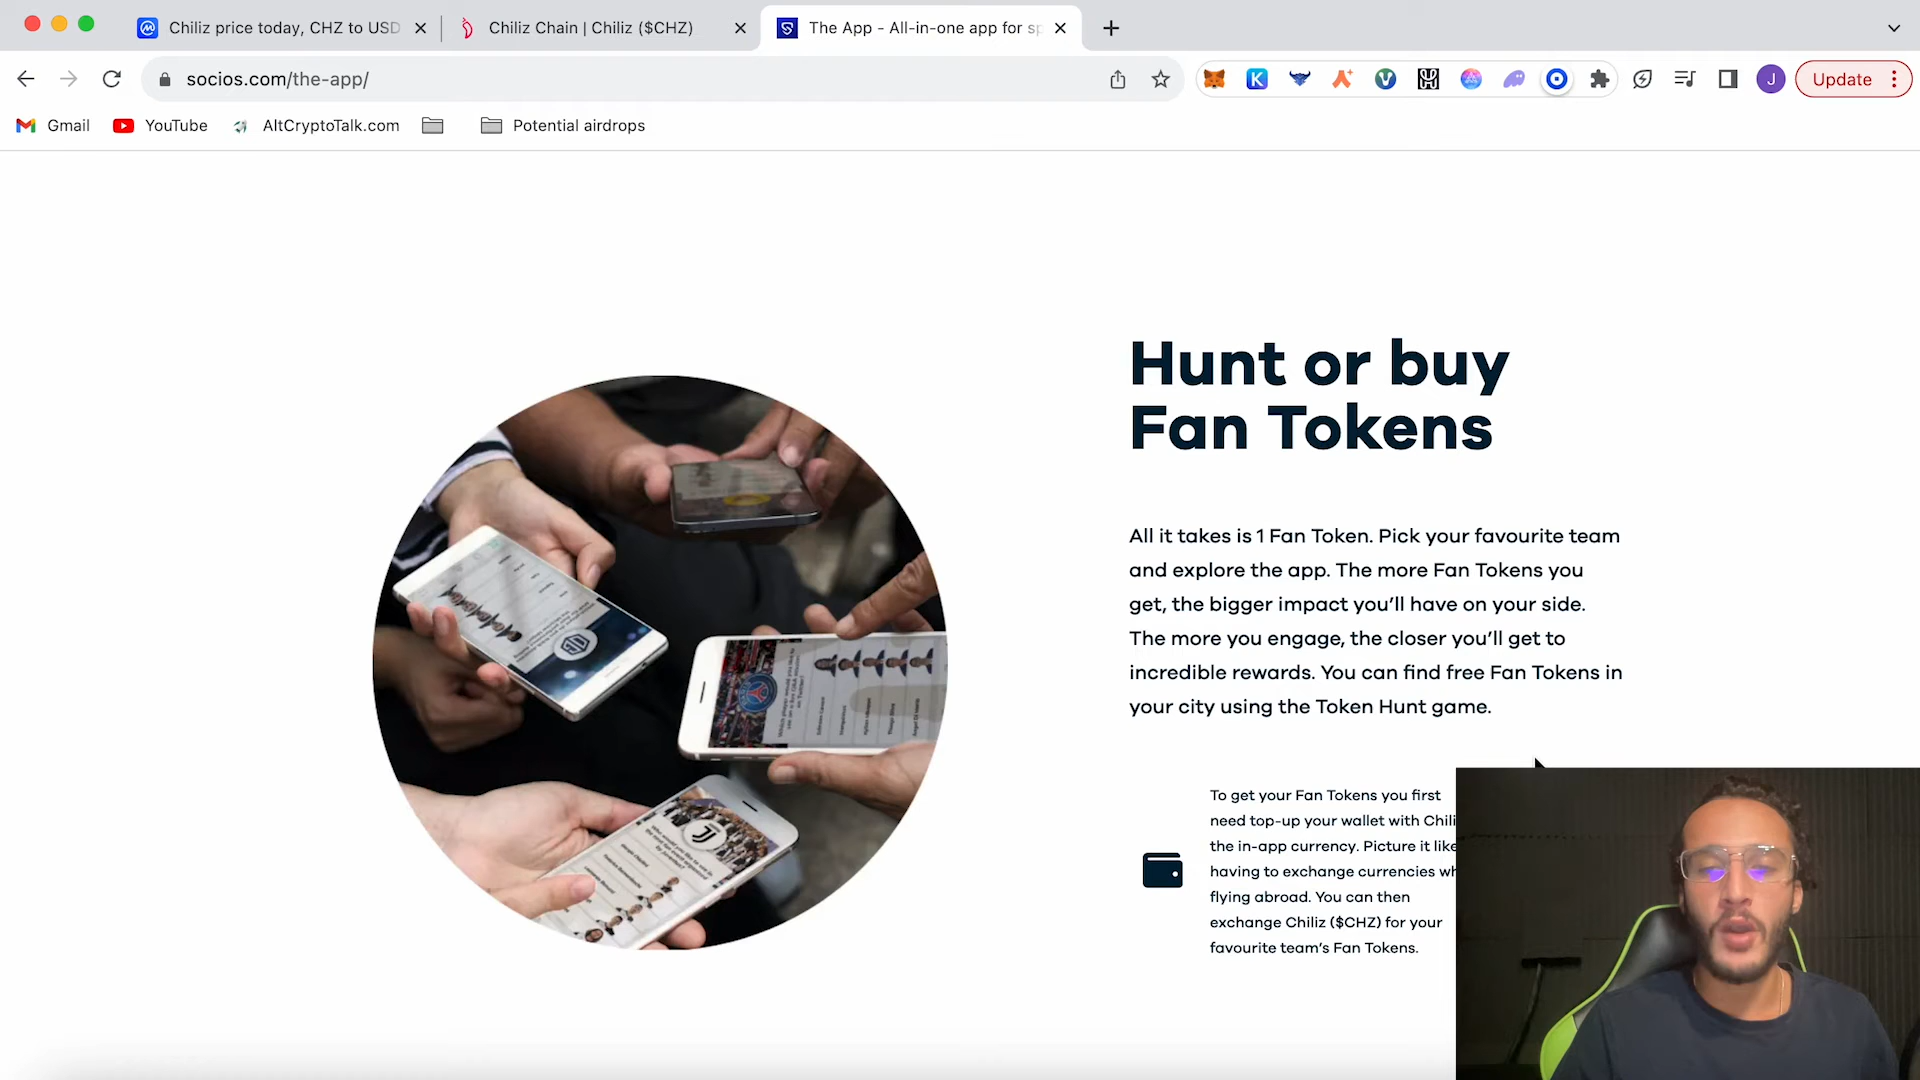 Chiliz price today, CHZ to USD
Chiliz Chain | Chiliz ($CHZ)
The App - All-in-one app for sp
socios.com/the-app/
J
Update
Gmail
YouTube
AltCryptoTalk.com
Potential airdrops
Hunt or buy
Fan Tokens
All it takes is 1 Fan Token. Pick your favourite team
and explore the app. The more Fan Tokens you
get, the bigger impact you’ll have on your side.
The more you engage, the closer you’ll get to
incredible rewards. You can find free Fan Tokens in
your city using the Token Hunt game.
To get your Fan Tokens you first
need top-up your wallet with Chili
the in-app currency. Picture it like
having to exchange currencies wh
flying abroad. You can then
exchange Chiliz ($CHZ) for your
favourite team’s Fan Tokens.